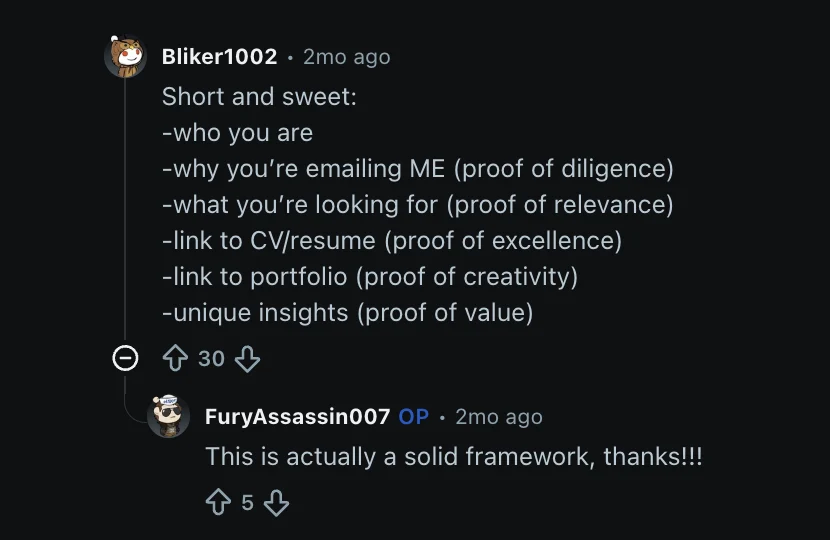 Bliker1002 • 2mo ago
Short and sweet:
-who you are
-why you’re emailing ME (proof of diligence)
-what you’re looking for (proof of relevance)
-link to CV/resume (proof of excellence)
-link to portfolio (proof of creativity)
-unique insights (proof of value)
30
FuryAssassin007 OP • 2mo ago
This is actually a solid framework, thanks!!!
5